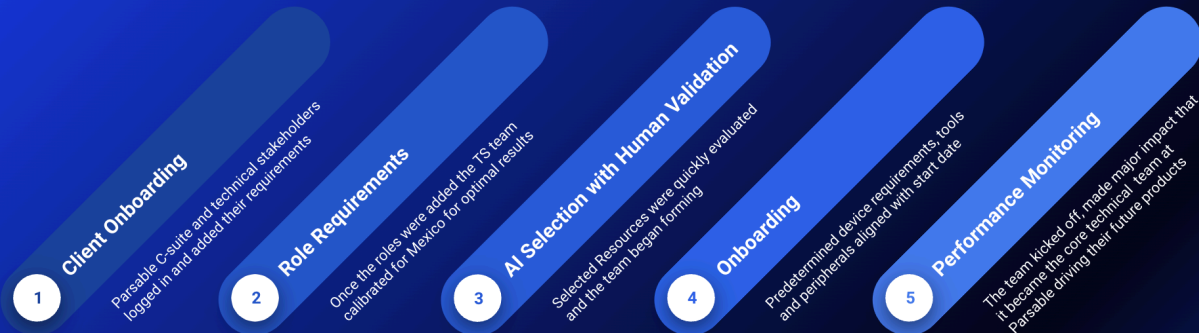 1
Client Onboarding
Parsable C-suite and technical stakeholders
logged in and added their requirements
2
Role Requirements
Once the roles were added the TS team
calibrated for Mexico for optimal results
3
AI Selection with Human Validation
Selected Resources were quickly evaluated
and the team began forming
4
Onboarding
Predetermined device requirements, tools
and peripherals aligned with start date
5
Performance Monitoring
The team kicked off, made major impact that
it became the core technical team at
Parsable driving their future products